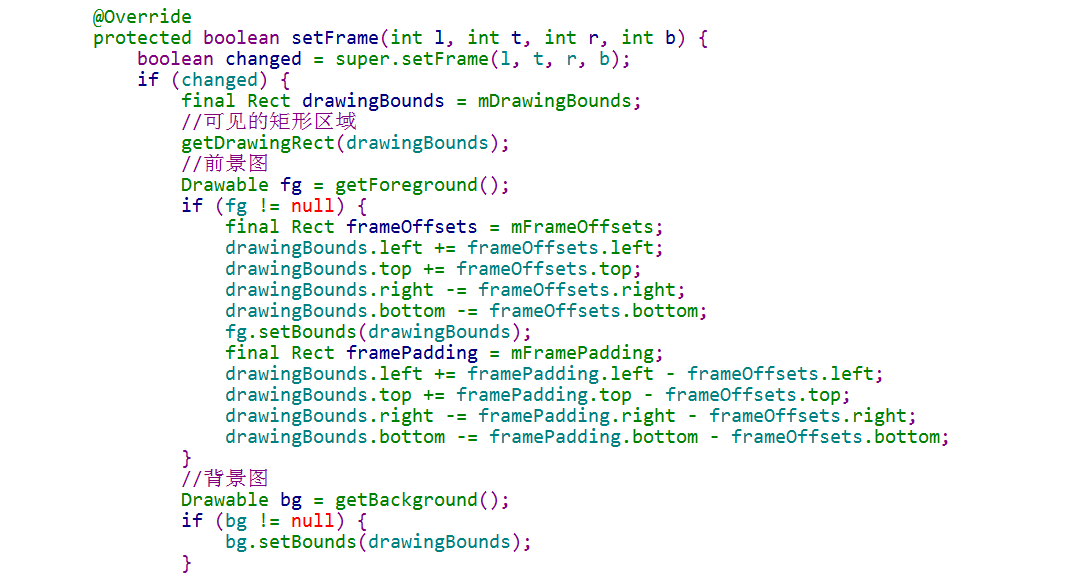 @Override
protected boolean setFrame(int l, int t, int r, int b) {
boolean changed = super.setFrame(l, t, r, b);
if (changed) {
final Rect drawingBounds = mDrawingBounds;
//可见的矩形区域
getDrawingRect(drawingBounds);
//前景图
Drawable fg = getForeground();
if (fg != null) {
final Rect frameOffsets = mFrameOffsets;
drawingBounds.left += frameOffsets.left;
drawingBounds.top += frameOffsets.top;
drawingBounds.right -= frameOffsets.right;
drawingBounds.bottom -= frameOffsets.bottom;
fg.setBounds(drawingBounds);
final Rect framePadding = mFramePadding;
drawingBounds.left += framePadding.left - frameOffsets.left;
drawingBounds.top += framePadding.top - frameOffsets.top;
drawingBounds.right -= framePadding.right - frameOffsets.right;
drawingBounds.bottom -= framePadding.bottom - frameOffsets.bottom;
}
//背景图
Drawable bg = getBackground();
if (bg != null) {
bg.setBounds(drawingBounds);
}